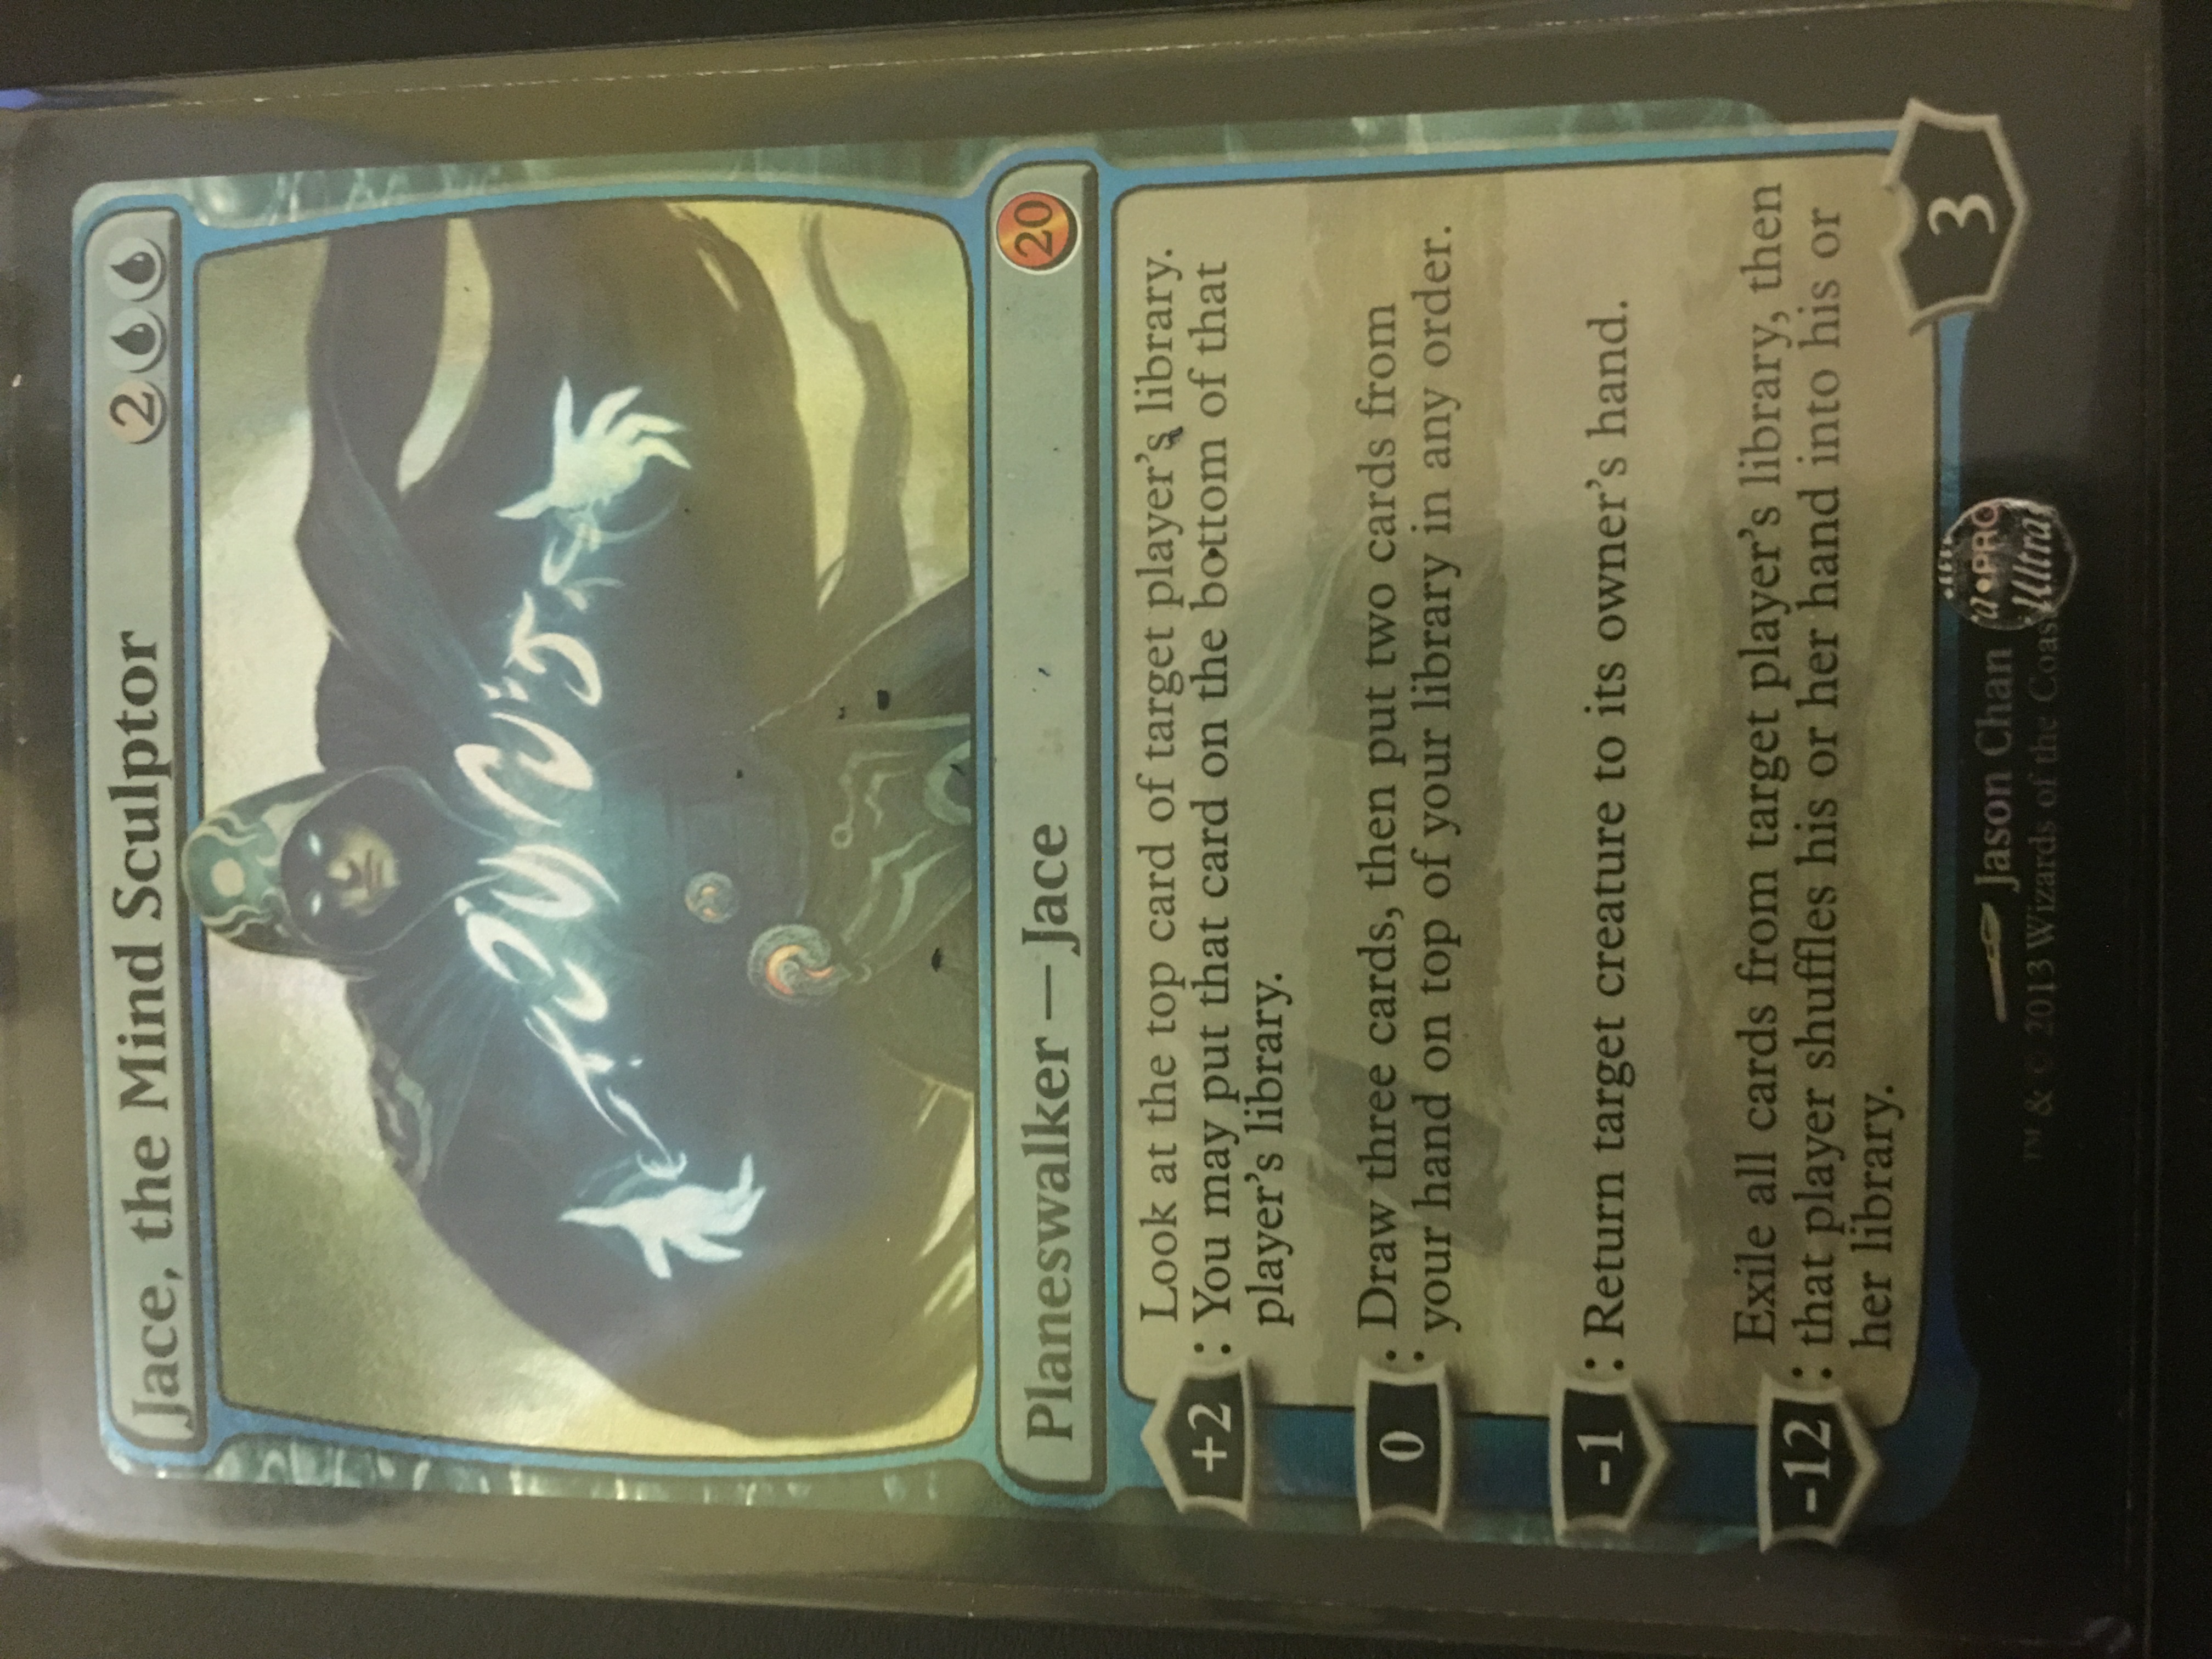 Jace, the Mind Sculptor 2
Planeswalker — Jace 20
Look at the top card of target player's library.
+2 : You may put that card on the bottom of that
player's library.
0 : Draw three cards, then put two cards from
your hand on top of your library in any order.
-1 : Return target creature to its owner's hand.
Exile all cards from target player's library, then
-12 : that player shuffles his or her hand into his or
her library.
3
Jason Chan
™ & © 2013 Wizards of the Coas
a•PRO
Ultra